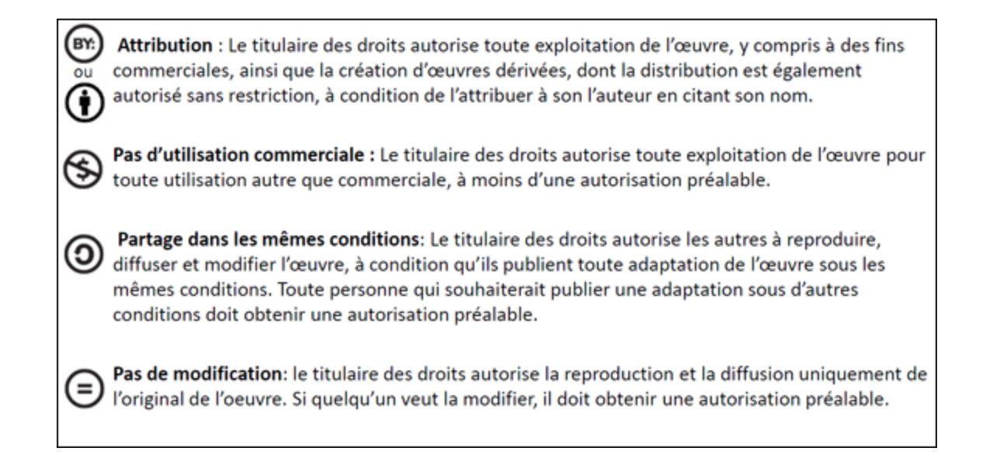 BY: Attribution : Le titulaire des droits autorise toute exploitation de l’œuvre, y compris à des fins
ou commerciales, ainsi que la création d’œuvres dérivées, dont la distribution est également
autorisé sans restriction, à condition de l’attribuer à son l’auteur en citant son nom.
$ Pas d’utilisation commerciale : Le titulaire des droits autorise toute exploitation de l’œuvre pour
toute utilisation autre que commerciale, à moins d’une autorisation préalable.
Partage dans les mêmes conditions: Le titulaire des droits autorise les autres à reproduire,
diffuser et modifier l’œuvre, à condition qu’ils publient toute adaptation de l’œuvre sous les
mêmes conditions. Toute personne qui souhaiterait publier une adaptation sous d’autres
conditions doit obtenir une autorisation préalable.
= Pas de modification: le titulaire des droits autorise la reproduction et la diffusion uniquement de
l’original de l’oeuvre. Si quelqu’un veut la modifier, il doit obtenir une autorisation préalable.